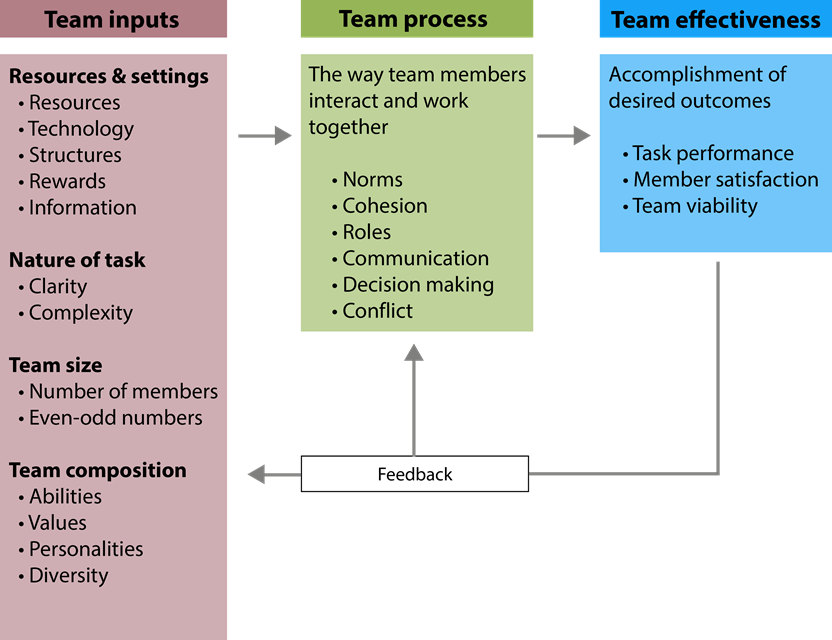 Team inputs
Resources & settings
• Resources
• Technology
• Structures
• Rewards
• Information
Nature of task
• Clarity
• Complexity
Team size
• Number of members
• Even-odd numbers
Team composition
• Abilities
• Values
• Personalities
• Diversity
Team process
The way team members
interact and work
together
• Norms
• Cohesion
• Roles
• Communication
• Decision making
• Conflict
Team effectiveness
Accomplishment of
desired outcomes
• Task performance
• Member satisfaction
• Team viability
Feedback